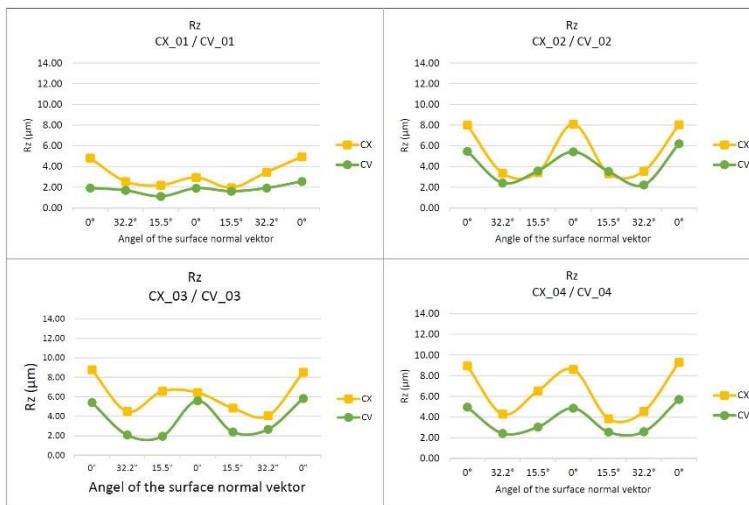 Rz
CX_01 / CV_01
14.00
12.00
10.00
8.00
6.00
4.00
2.00
0.00
Rz (µm)
CX
CV
0° 32.2° 15.5° 0° 15.5° 32.2° 0°
Angel of the surface normal vektor
Rz
CX_02 / CV_02
14.00
12.00
10.00
8.00
6.00
4.00
2.00
0.00
Rz (µm)
CX
CV
0° 32.2° 15.5° 0° 15.5° 32.2° 0°
Angle of the surface normal vektor
Rz
CX_03 / CV_03
14.00
12.00
10.00
8.00
6.00
4.00
2.00
0.00
Rz (µm)
CX
CV
0° 32.2° 15.5° 0° 15.5° 32.2° 0°
Angel of the surface normal vektor
Rz
CX_04 / CV_04
14.00
12.00
10.00
8.00
6.00
4.00
2.00
0.00
Rz (µm)
CX
CV
0° 32.2° 15.5° 0° 15.5° 32.2° 0°
Angel of the surface normal vektor